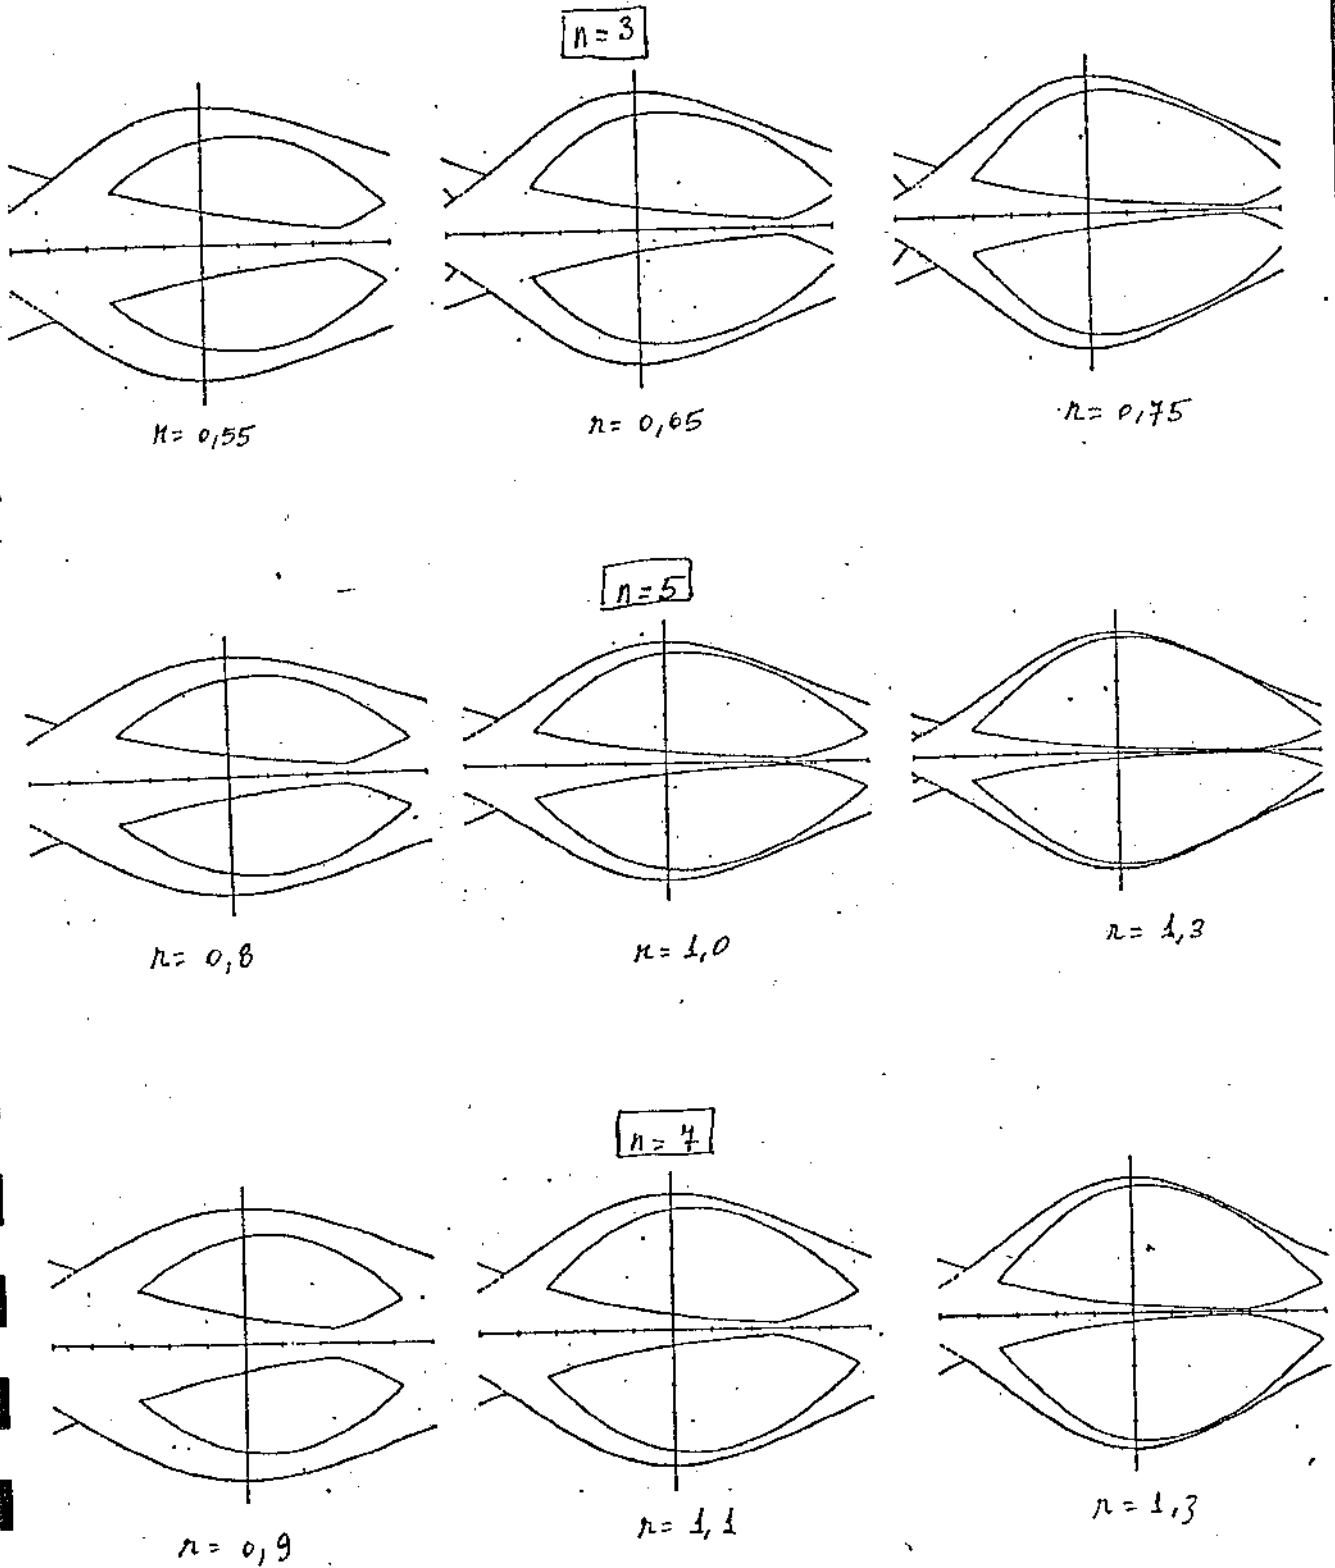 n = 3
r = 0,55
r = 0,65
r = 0,75
n = 5
r = 0,8
r = 1,0
r = 1,3
n = 7
r = 0,9
r = 1,1
r = 1,3